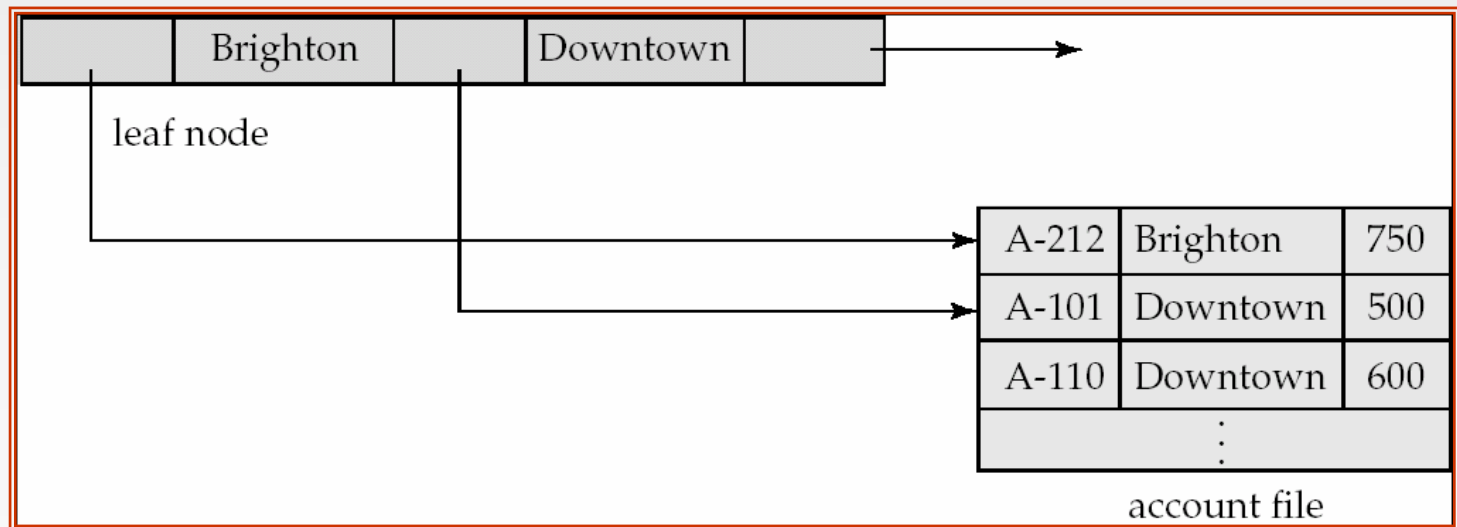 Brighton Downtown
leaf node
A-212 Brighton 750
A-101 Downtown 500
A-110 Downtown 600
⋮
account file